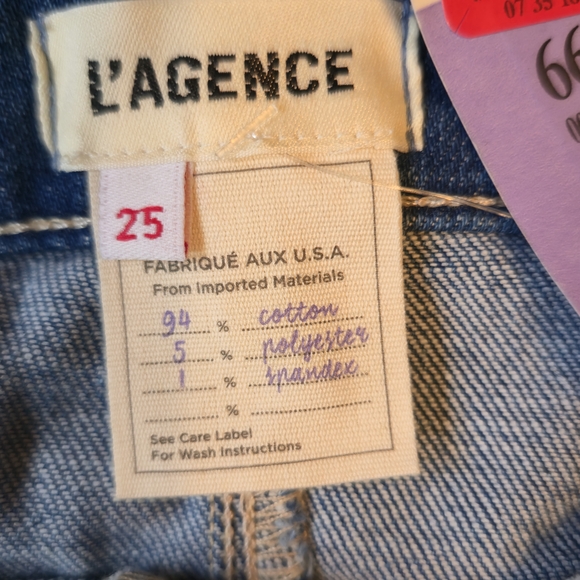 L'AGENCE
25
FABRIQUÉ AUX U.S.A.
From Imported Materials
94 % cotton
5 % polyester
1 % spandex
%
See Care Label
For Wash Instructions